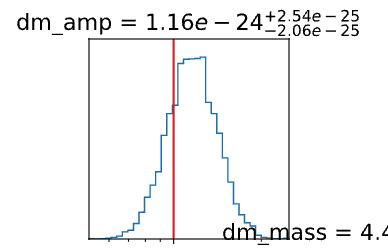 dm_amp = 1.16e − 24^{+2.54e − 25}_{−2.06e − 25}
dm_mass = 4.4